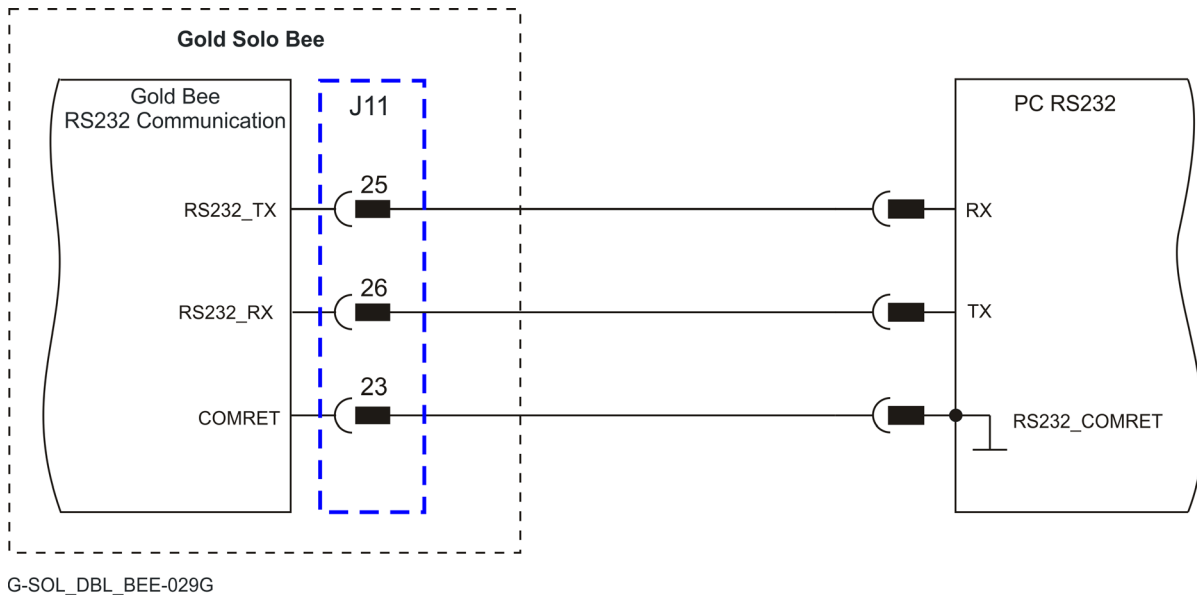 Gold Solo Bee
Gold Bee
RS232 Communication
J11
PC RS232
25
RS232_TX
RX
26
RS232_RX
TX
23
COMRET
RS232_COMRET
G-SOL_DBL_BEE-029G